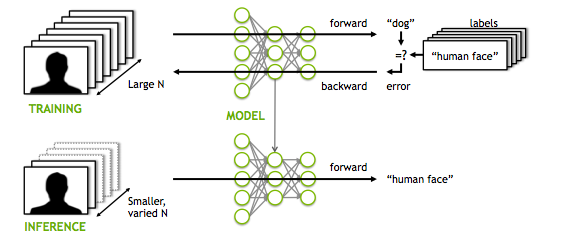 forward
"dog"
labels
=?
"human face"
Large N
backward
error
TRAINING
MODEL
forward
"human face"
Smaller,
varied N
INFERENCE